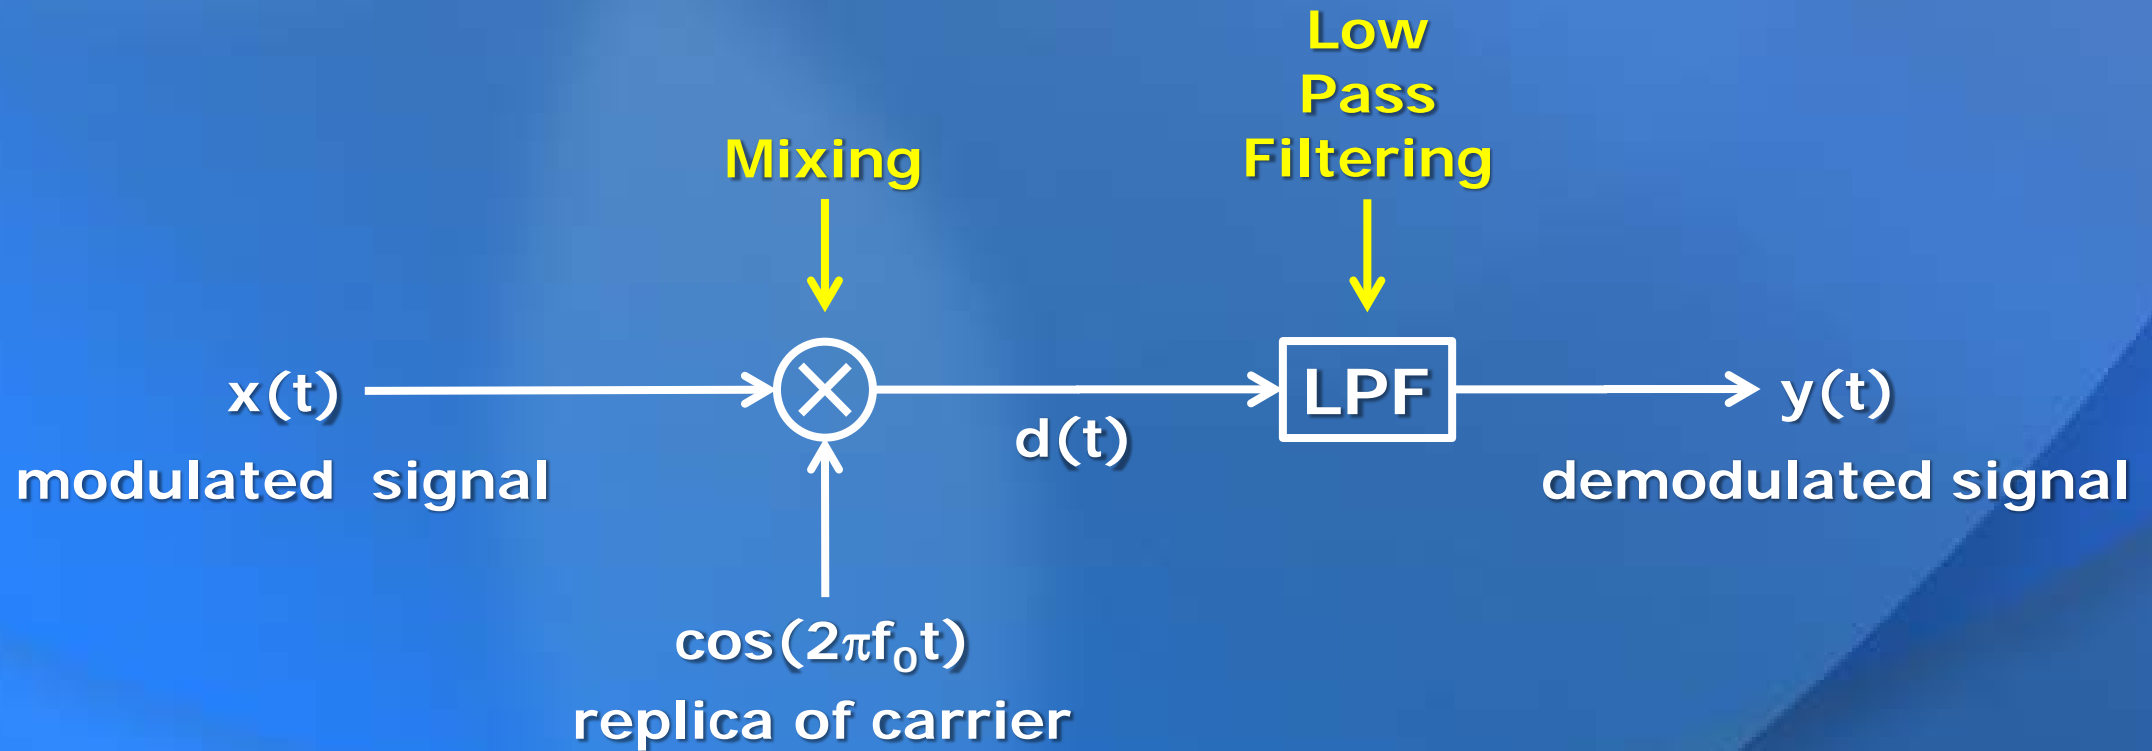 Low
Pass
Filtering
Mixing
x(t)
LPF
y(t)
d(t)
modulated signal
demodulated signal
cos(2πf₀t)
replica of carrier